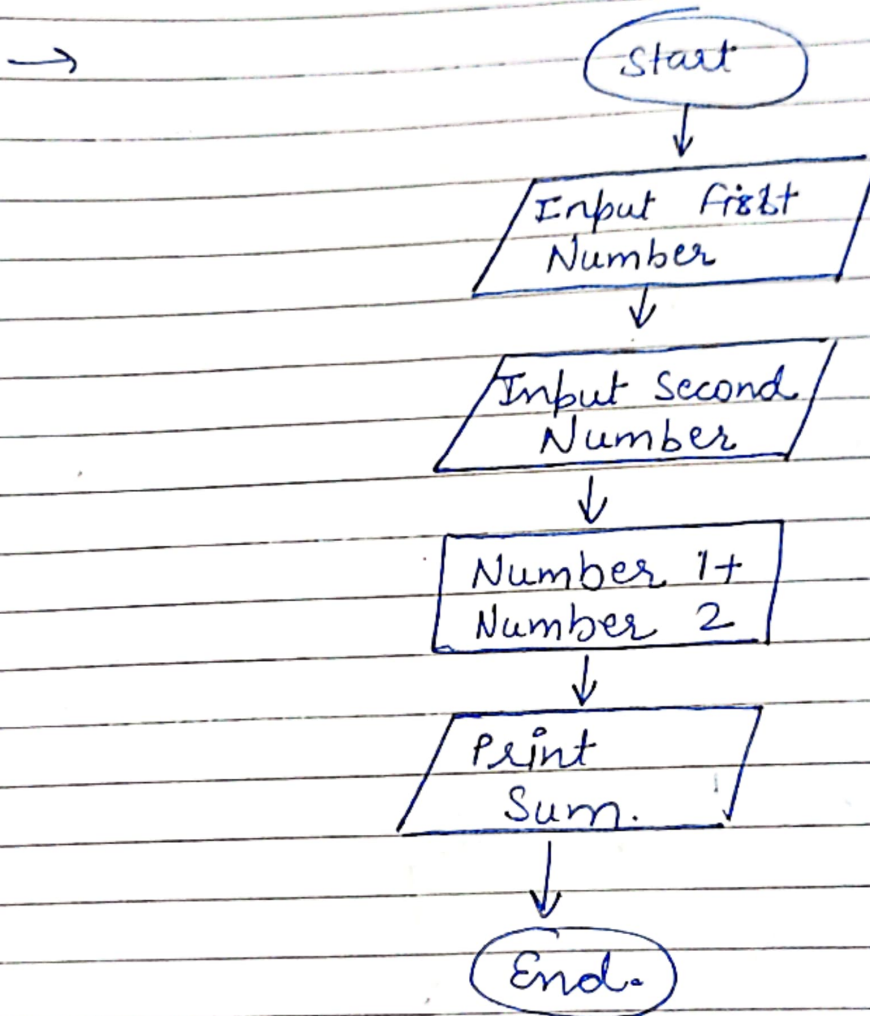 Start
Input first
Number
Input Second
Number
Number 1+
Number 2
Print
Sum.
End.